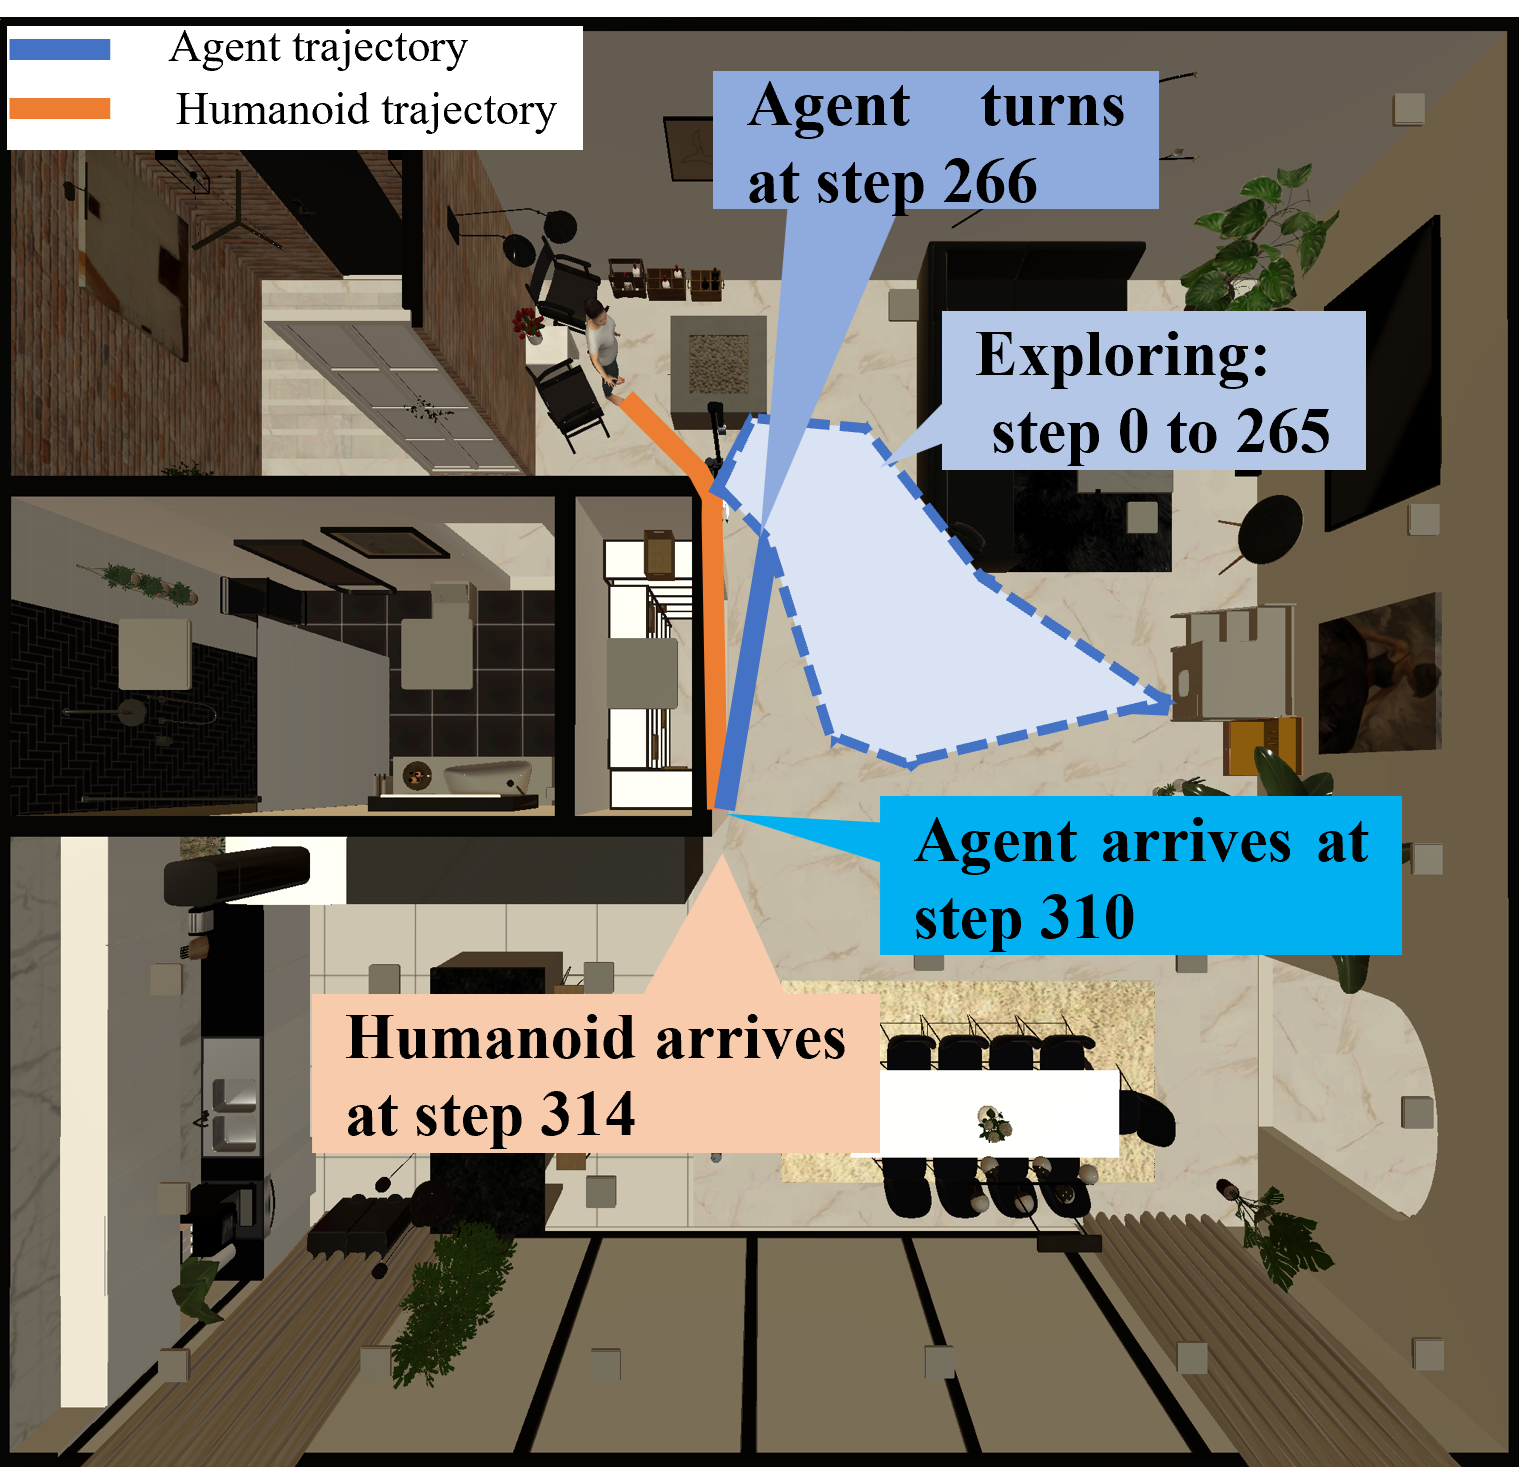 Agent trajectory
Humanoid trajectory
Agent turns
at step 266
Exploring:
step 0 to 265
Agent arrives at
step 310
Humanoid arrives
at step 314